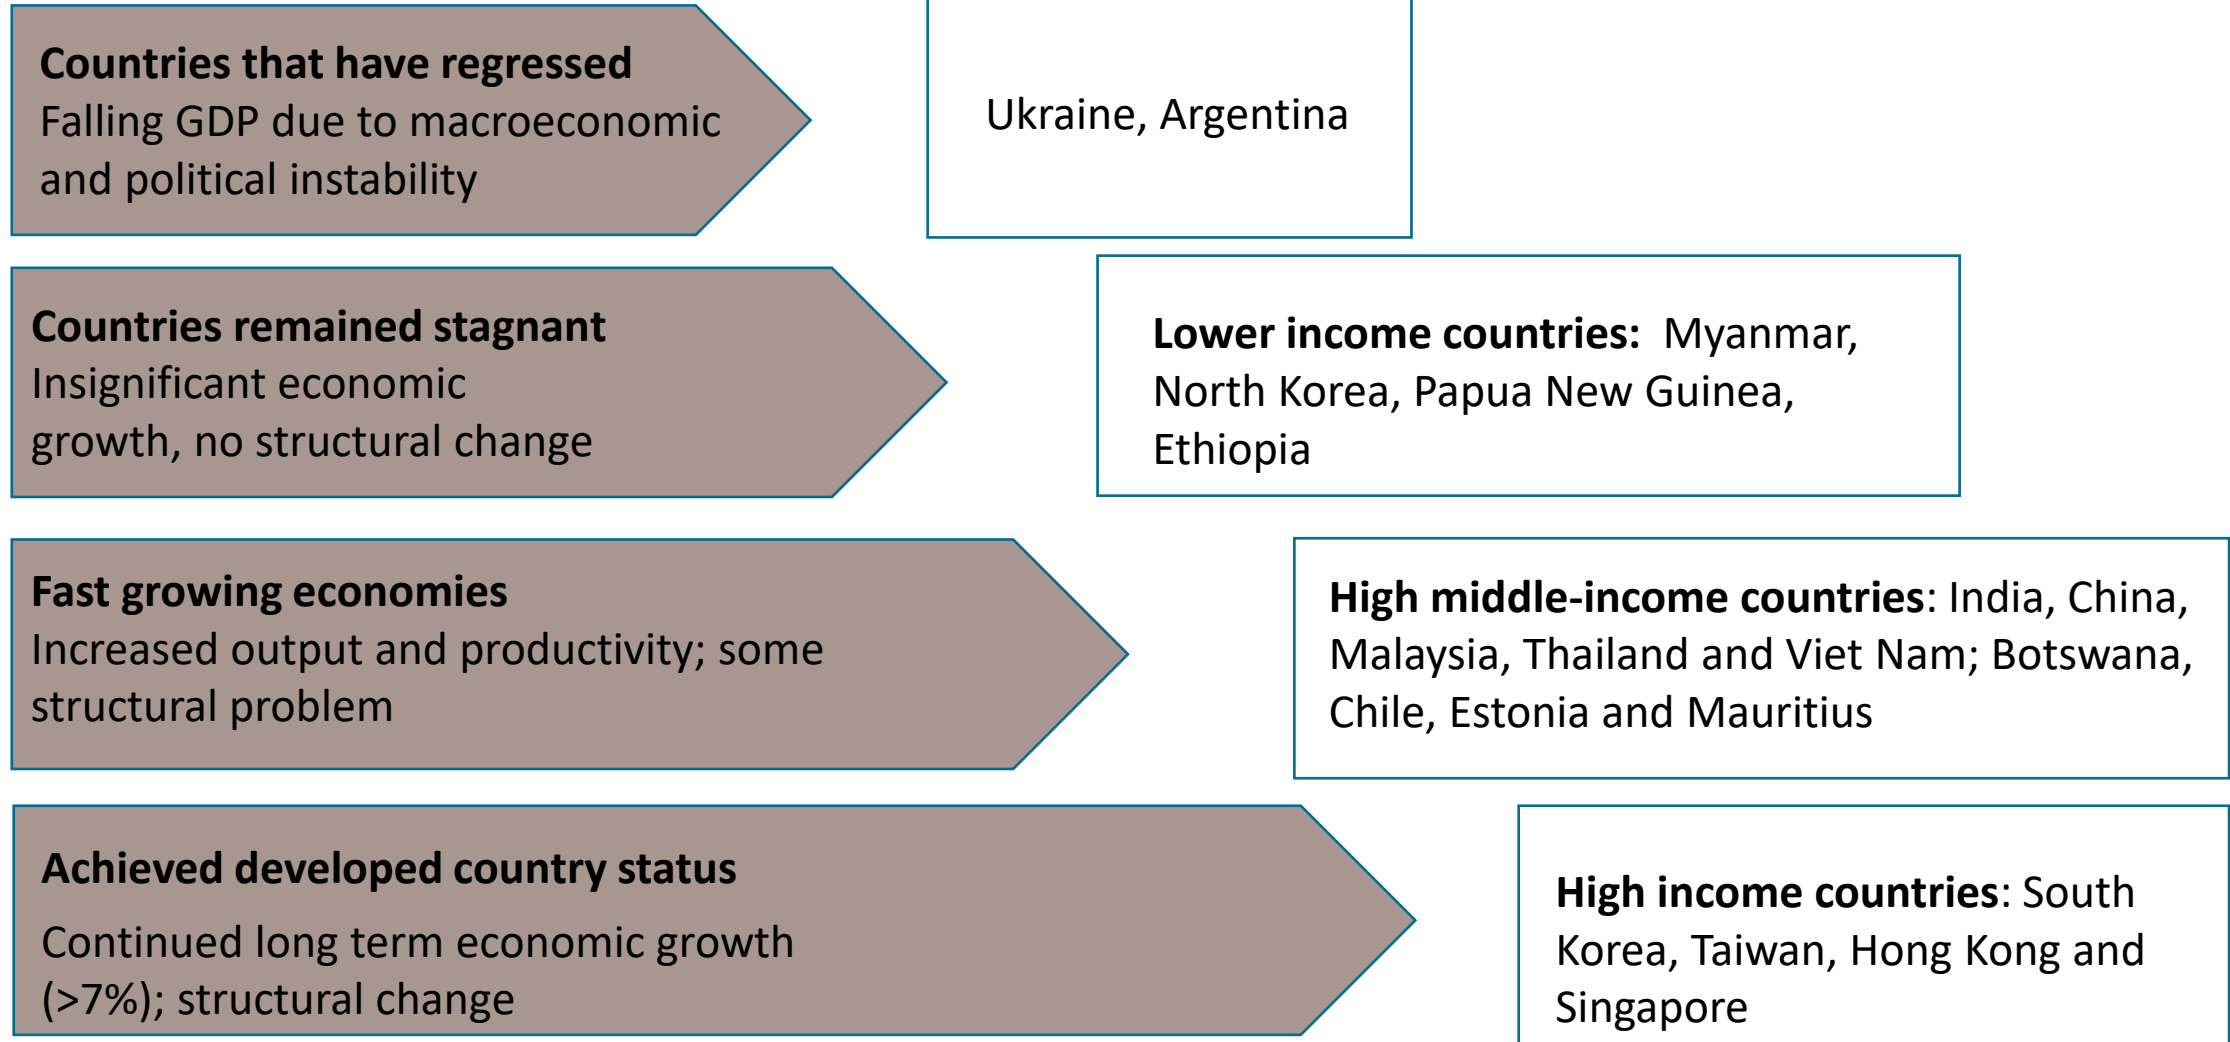 Countries that have regressed
Falling GDP due to macroeconomic
and political instability
Ukraine, Argentina
Countries remained stagnant
Insignificant economic
growth, no structural change
Lower income countries:  Myanmar,
North Korea, Papua New Guinea,
Ethiopia
Fast growing economies
Increased output and productivity; some
structural problem
High middle-income countries: India, China,
Malaysia, Thailand and Viet Nam; Botswana,
Chile, Estonia and Mauritius
Achieved developed country status
Continued long term economic growth
(>7%); structural change
High income countries: South
Korea, Taiwan, Hong Kong and
Singapore